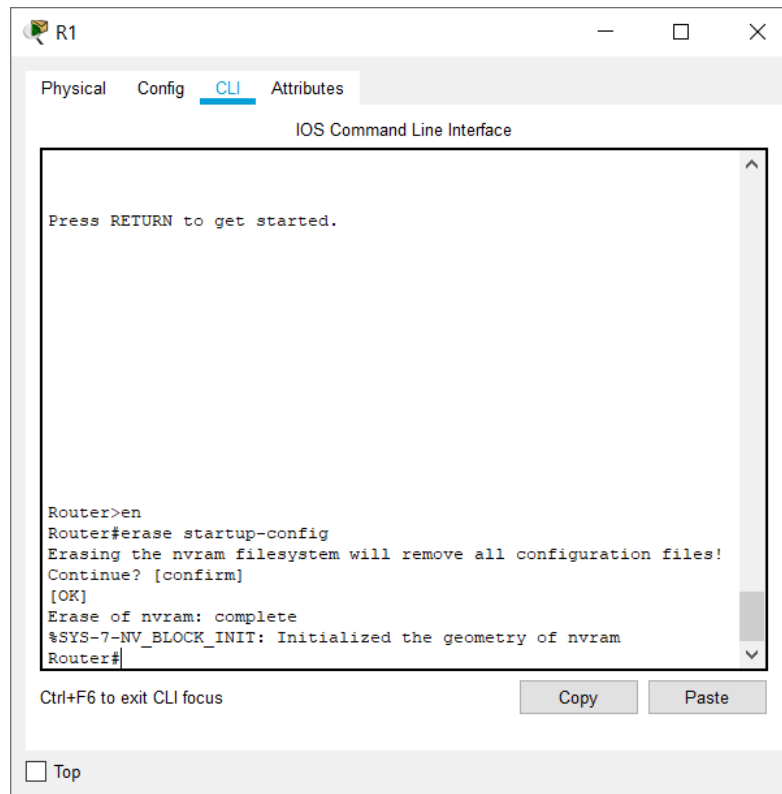 R1
Physical Config CLI Attributes
IOS Command Line Interface
Press RETURN to get started.
Router>en
Router#erase startup-config
Erasing the nvram filesystem will remove all configuration files!
Continue? [confirm]
[OK]
Erase of nvram: complete
%SYS-7-NV_BLOCK_INIT: Initialized the geometry of nvram
Router#
Ctrl+F6 to exit CLI focus
Copy Paste
Top